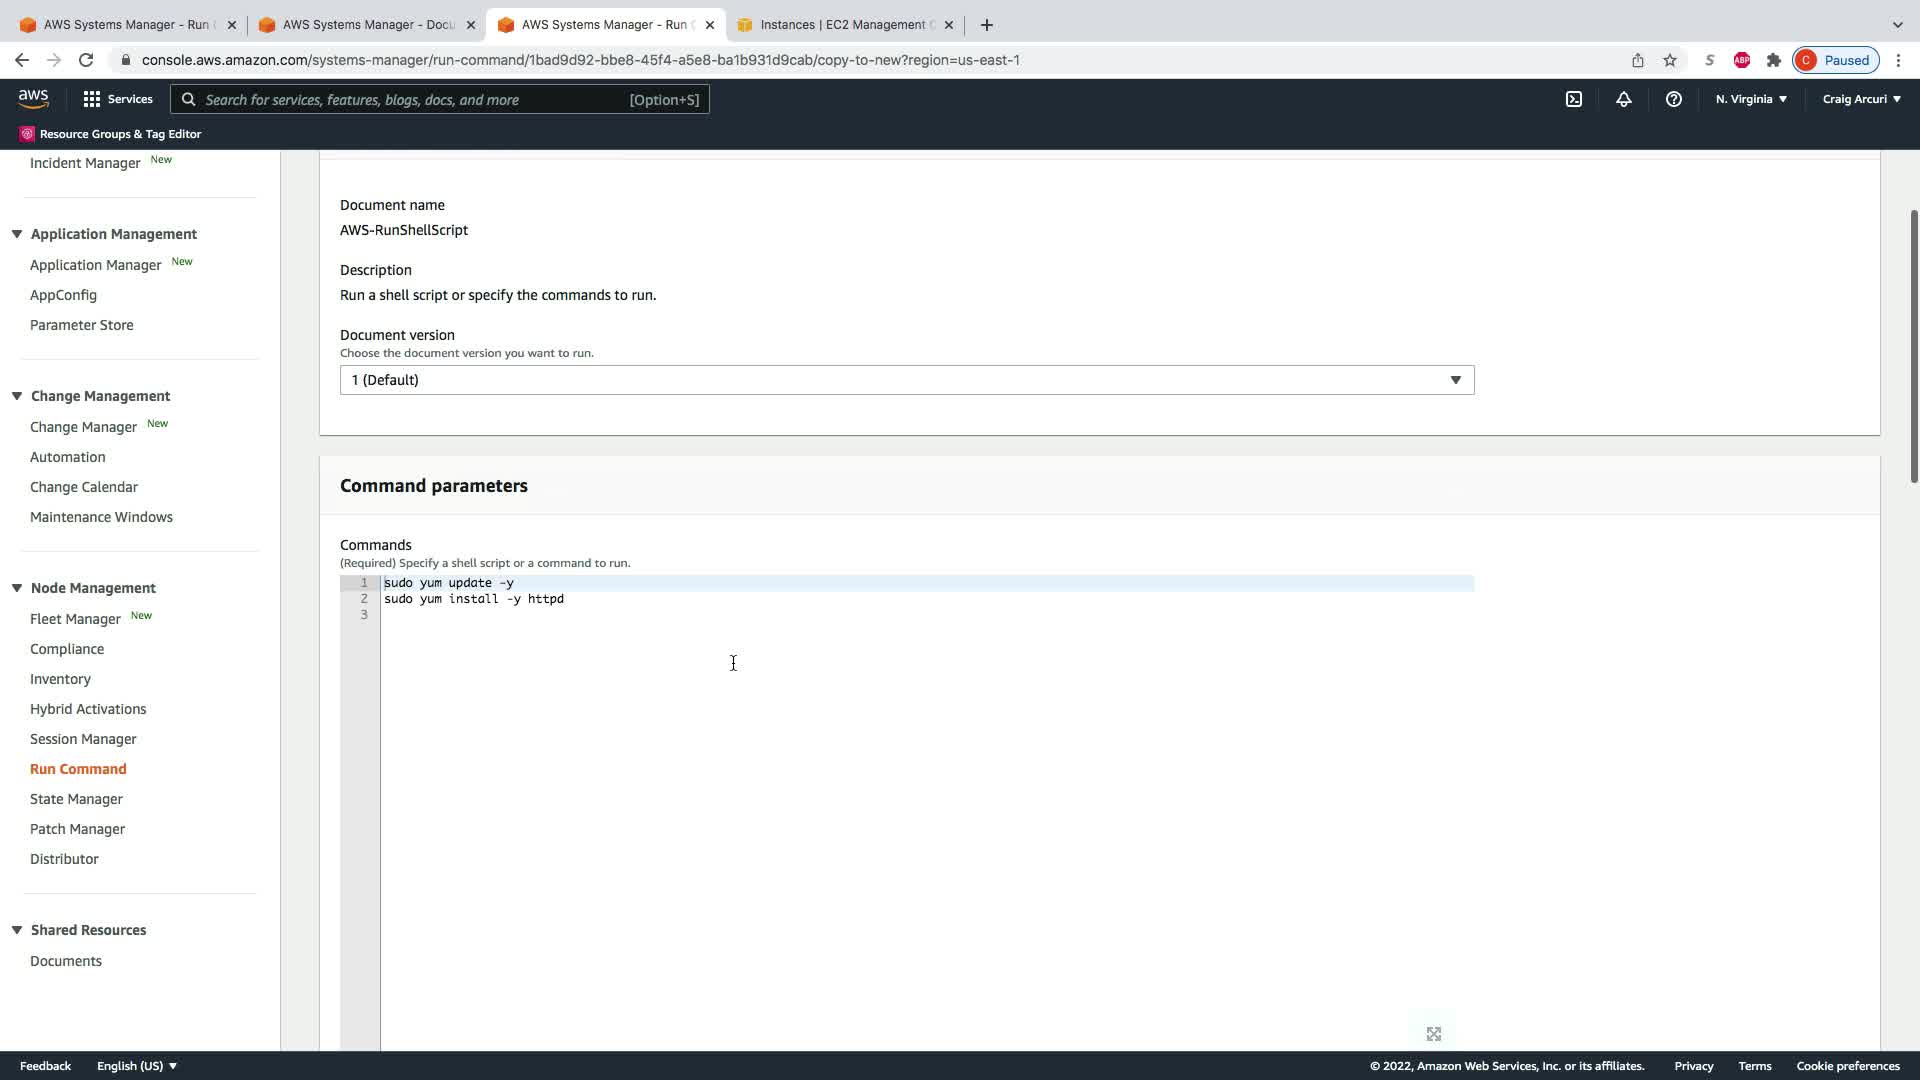 AWS Systems Manager - Run C
AWS Systems Manager - Docu
AWS Systems Manager - Run C
Instances | EC2 Management C
console.aws.amazon.com/systems-manager/run-command/1bad9d92-bbe8-45f4-a5e8-ba1b931d9cab/copy-to-new?region=us-east-1
S
ABP
C
Paused
aws
Services
Search for services, features, blogs, docs, and more
[Option+S]
N. Virginia
Craig Arcuri
Resource Groups & Tag Editor
Incident Manager New
Application Management
Application Manager New
AppConfig
Parameter Store
Change Management
Change Manager New
Automation
Change Calendar
Maintenance Windows
Node Management
Fleet Manager New
Compliance
Inventory
Hybrid Activations
Session Manager
Run Command
State Manager
Patch Manager
Distributor
Shared Resources
Documents
Document name
AWS-RunShellScript
Description
Run a shell script or specify the commands to run.
Document version
Choose the document version you want to run.
1 (Default)
Command parameters
Commands
(Required) Specify a shell script or a command to run.
1 sudo yum update -y
2 sudo yum install -y httpd
3
Feedback
English (US)
© 2022, Amazon Web Services, Inc. or its affiliates.
Privacy
Terms
Cookie preferences